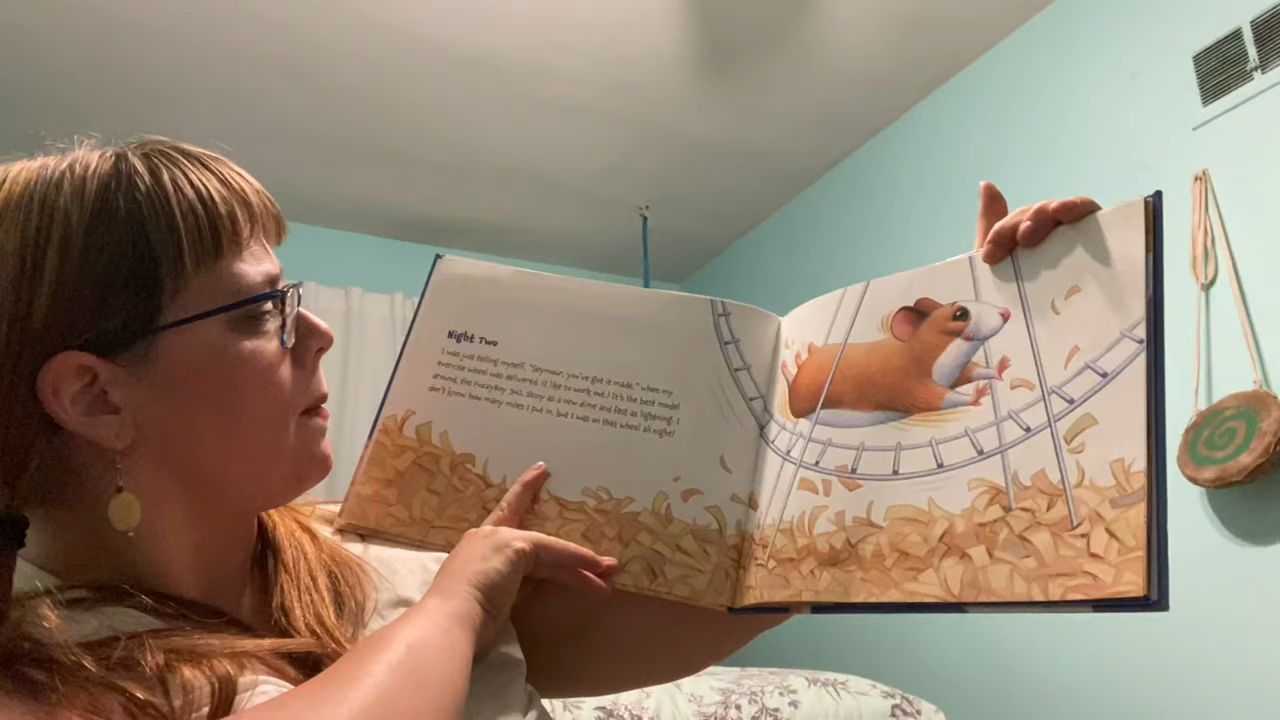 Night Two
I was just telling myself, "Seymour, you've got it made," when my
exercise wheel was delivered. (I like to work out.) It's the best model
around, the FuzzyBoy 360, shiny as a new dime and fast as lightning. I
don't know how many miles I put in, but I was on that wheel all night!